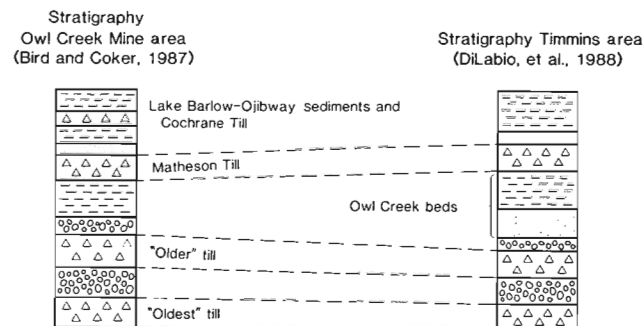 Stratigraphy
Owl Creek Mine area
(Bird and Coker, 1987)
Stratigraphy Timmins area
(DiLabio, et al., 1988)
Lake Barlow-Ojibway sediments and
Cochrane Till
Matheson Till
Owl Creek beds
"Older" till
"Oldest" till